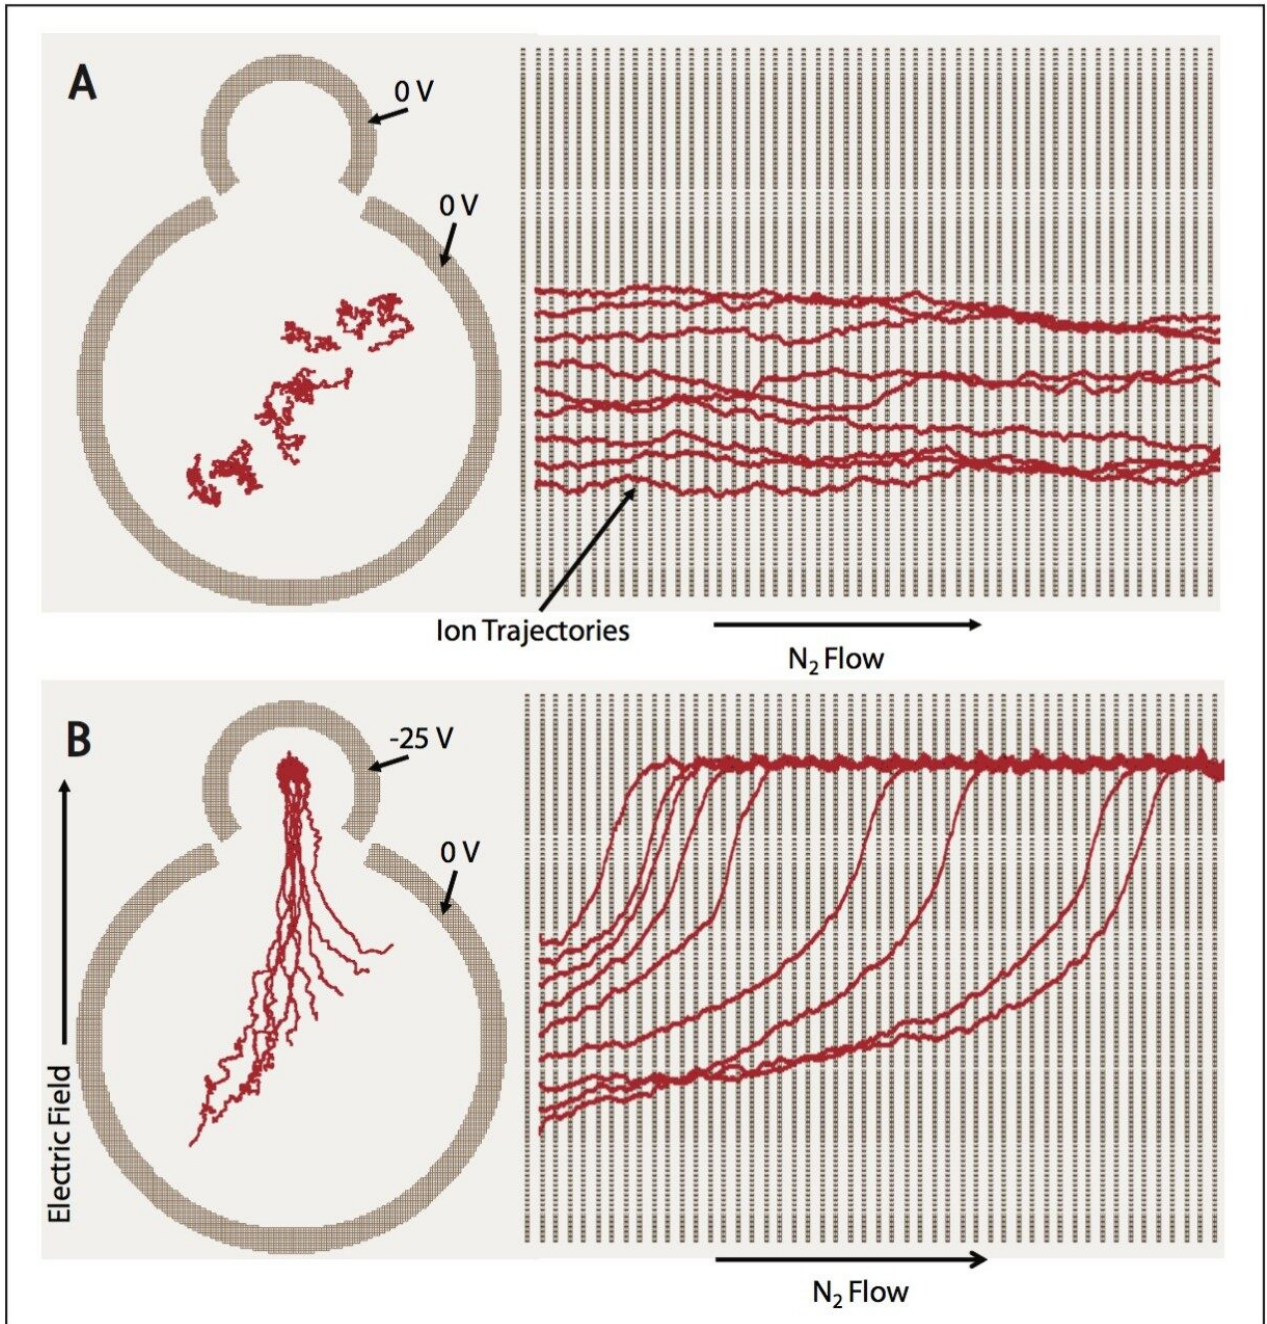 A
0 V
0 V
Ion Trajectories
N₂ Flow
B
-25 V
0 V
Electric Field
N₂ Flow